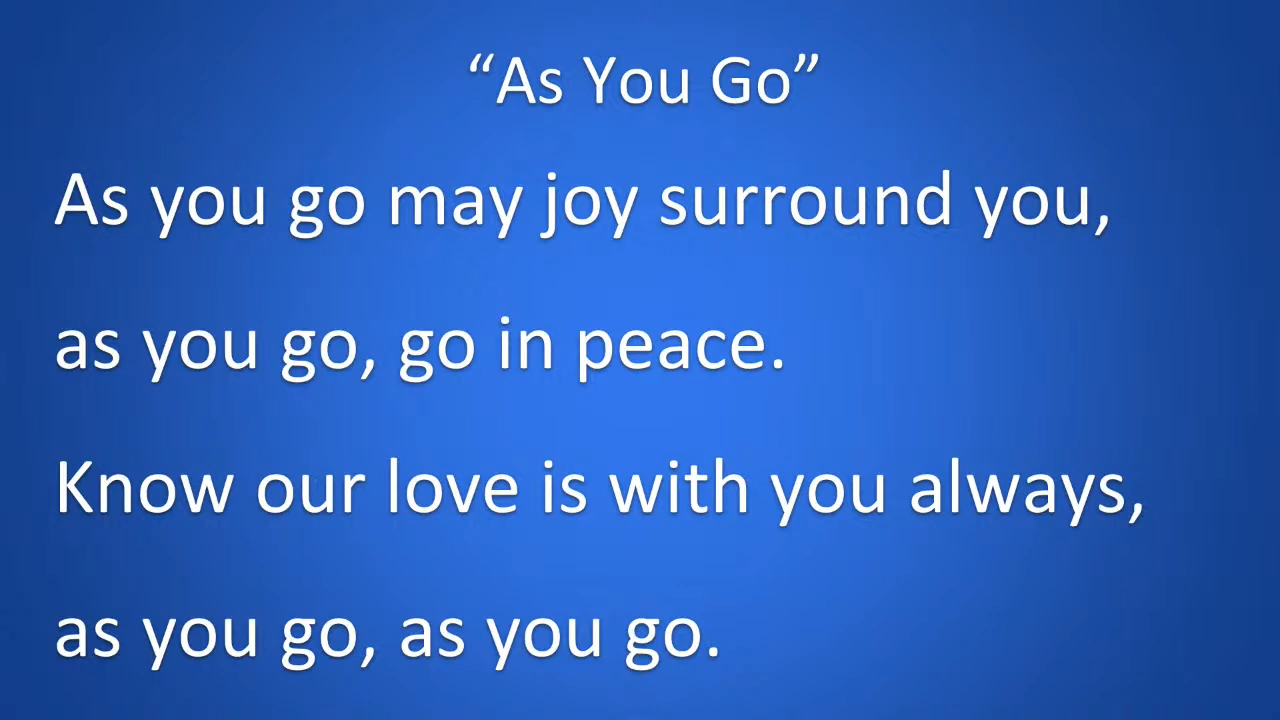 “As You Go”
As you go may joy surround you,
as you go, go in peace.
Know our love is with you always,
as you go, as you go.